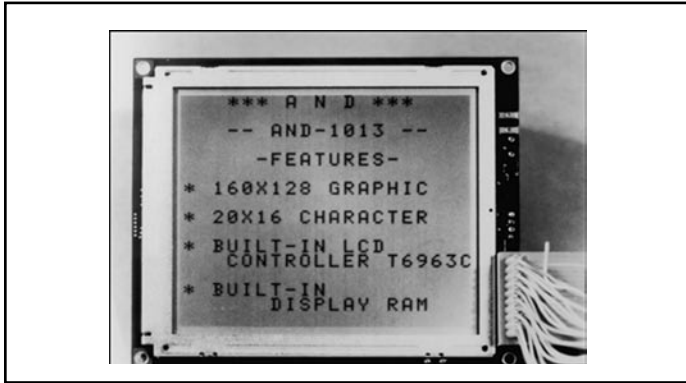 *** A N D ***
-- AND-1013 --
-FEATURES-
* 160X128 GRAPHIC
* 20X16 CHARACTER
* BUILT-IN LCD
CONTROLLER T6963C
* BUILT-IN
DISPLAY RAM